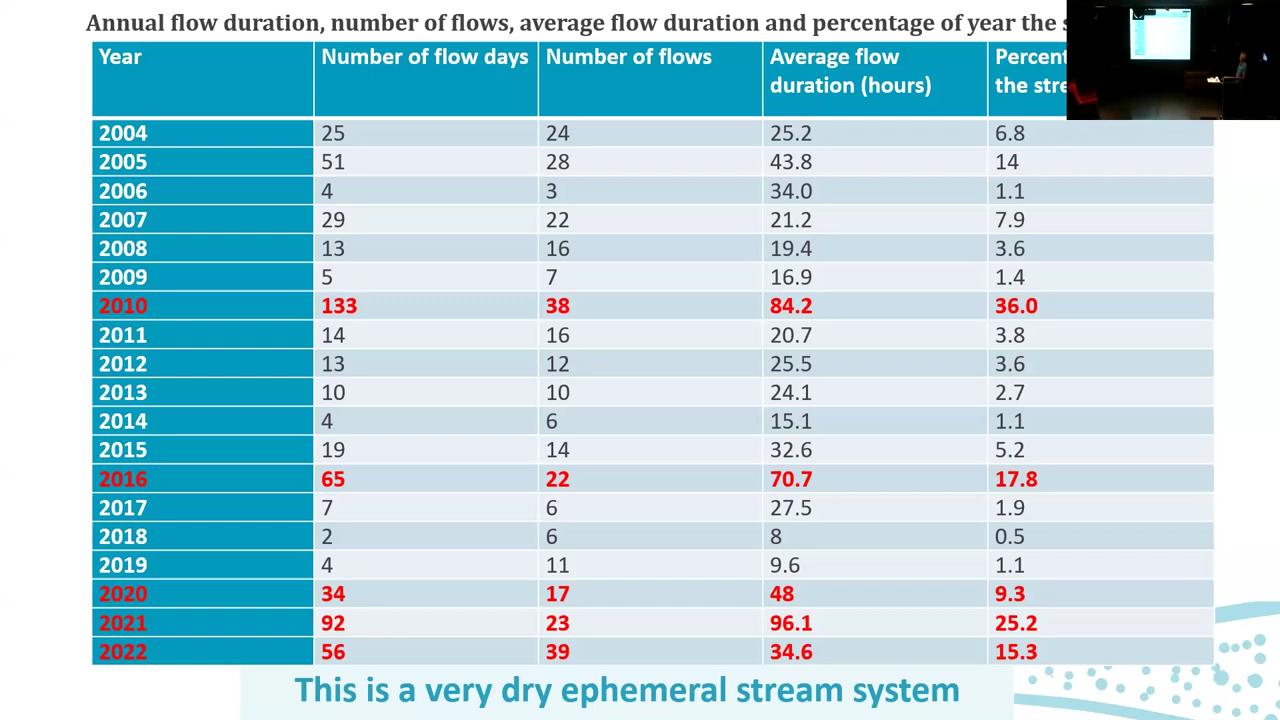 Annual flow duration, number of flows, average flow duration and percentage of year the
Year Number of flow days Number of flows Average flow duration (hours) the
2004 25 24 25.2 6.8
2005 51 28 43.8 14
2006 4 3 34.0 1.1
2007 29 22 21.2 7.9
2008 13 16 19.4 3.6
2009 5 7 16.9 1.4
2010 133 38 84.2 36.0
2011 14 16 20.7 3.8
2012 13 12 25.5 3.6
2013 10 10 24.1 2.7
2014 4 6 15.1 1.1
2015 19 14 32.6 5.2
2016 65 22 70.7 17.8
2017 7 6 27.5 1.9
2018 2 6 8 0.5
2019 4 11 9.6 1.1
2020 34 17 48 9.3
2021 92 23 96.1 25.2
2022 56 39 34.6 15.3
This is a very dry ephemeral stream system